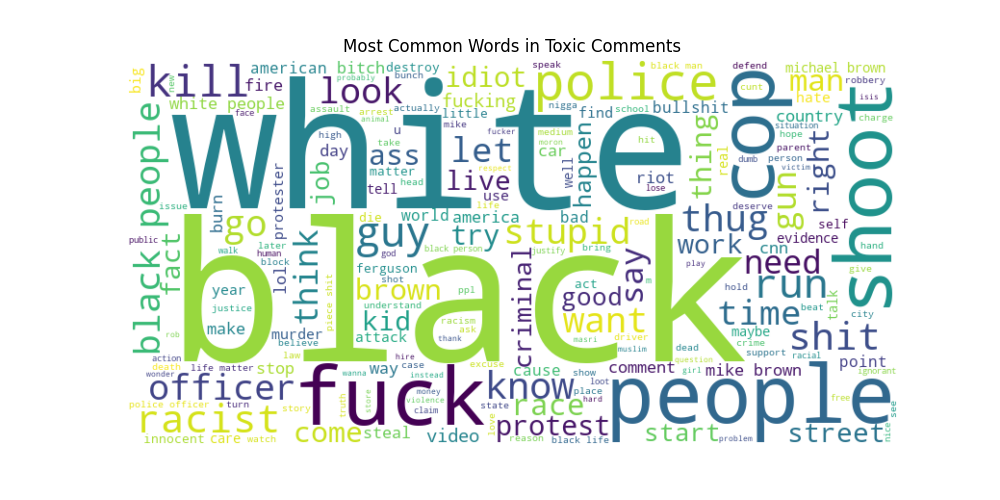 Most Common Words in Toxic Comments
big
new
kill
american
bitch
destroy
idiot
speak
police
black man
defend
michael brown
fire
look
fucking
cop
cunt
man
robbery
isis
white people
white
face
assault
arrest
actually
little
nigga
school
find
bullshit
hate
country
charge
shoot
black people
probably
bunch
animal
take
mike
fucker
medium
moron
hit
thing
real
dumb
hope
situation
high
day
u
ass
let
car
happen
well
parent
person
victim
gun
right
job
matter
tell
head
live
use
respect
riot
lose
deserve
issue
burn
protester
die
world
america
life
bad
road
thug
self
go
guy
try
stupid
work
cnn
evidence
public
fact
walk
later
human
block
lol
think
god
black person
justify
bring
say
need
hand
black
year
ferguson
shot
brown
ppl
criminal
act
good
m
play
hold
run
give
talk
justice
make
understand
kid
attack
racism
ask
want
driver
time
beat
city
rob
murder
believe
piece shit
thank
masri
muslim
dead
maybe
crime
support
racial
shit
action
death
wonder
life matter
law
stop
hire
case
way
excuse
cause
show
comment
question
girl
mike brown
point
ignorant
officer
wanna
instead
fuck
know
loot
place
hard
race
people
free
police officer
turn
story
truth
store
money
violence
claim
state
racist
come
steal
love
protest
start
street
see
nice
innocent
care
watch
video
reason
black life
problem